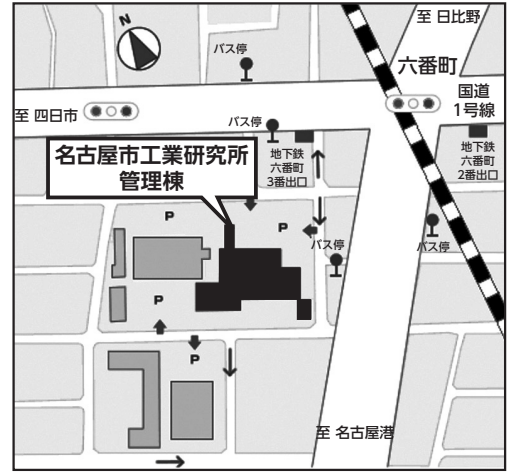 N
至 日比野
バス停
六番町
国道
1号線
至 四日市
バス停
名古屋市工業研究所
管理棟
地下鉄
六番町
3番出口
地下鉄
六番町
2番出口
P
P
バス停
バス停
P
P
至 名古屋港